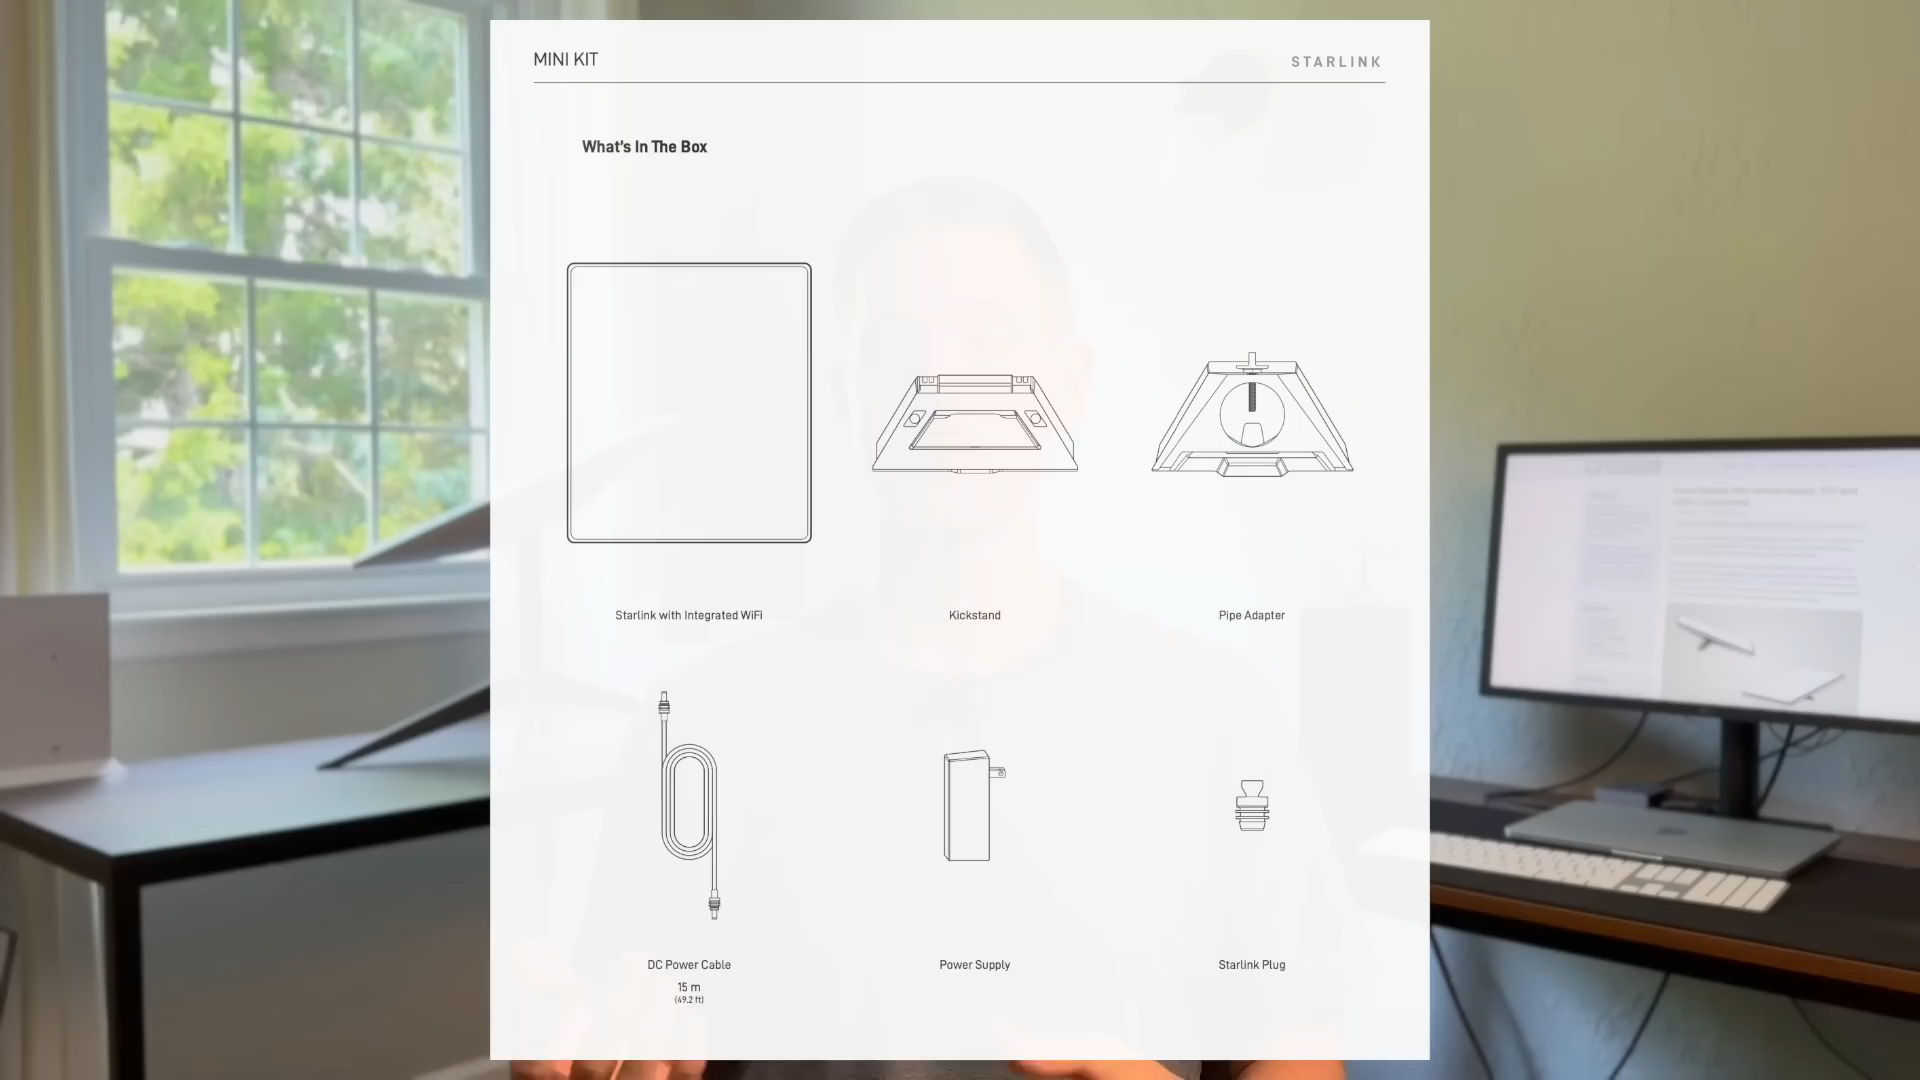 MINI KIT
STARLINK
What's In The Box
Starlink with Integrated WiFi
Kickstand
Pipe Adapter
DC Power Cable
15 m
(49.2 ft)
Power Supply
Starlink Plug